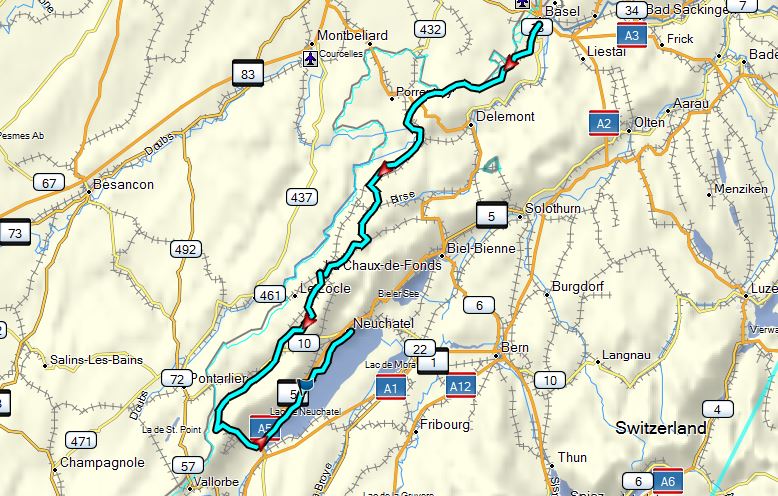 Basel
34
Bad Sackinge
7
432
A3
Frick
Montbeliard
Courcelles
Liestal
Bade
83
Porrentruy
Aarau
Delemont
A2
Olten
Pesmes Ab
Doubs
67
Besancon
437
Birse
Menziken
5
Solothurn
73
492
Biel-Bienne
Chaux-de-Fonds
461
Le Locle
Bieler See
6
Burgdorf
Luze
Neuchatel
Vierwa
10
22
1
Bern
Langnau
Salins-Les-Bains
Lac de Mora
72
Pontarlier
A1
A12
10
5
4
Doubs
Lac de Neuchatel
La de St. Point
A5
Fribourg
Switzerland
471
Champagnole
57
Thun
Vallorbe
la Broye
6
A6
Lac de la Gruyere
Spiez